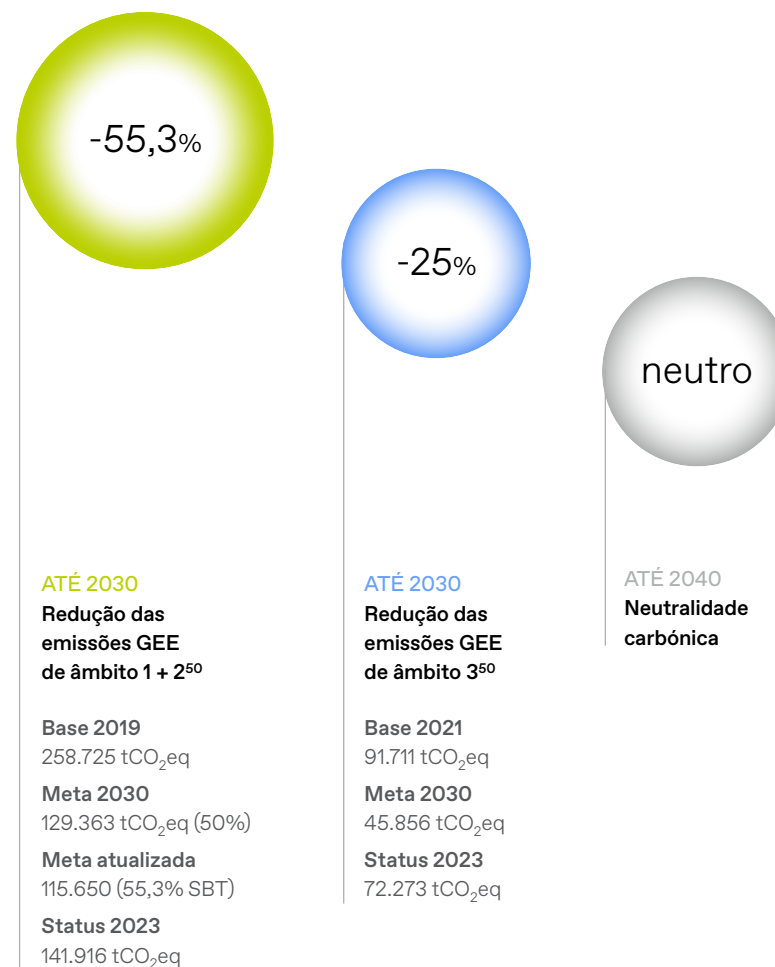 -55,3%
-25%
neutro
ATÉ 2030
Redução das
emissões GEE
de âmbito 1 + 2⁵⁰
Base 2019
258.725 tCO₂eq
Meta 2030
129.363 tCO₂eq (50%)
Meta atualizada
115.650 (55,3% SBT)
Status 2023
141.916 tCO₂eq
ATÉ 2030
Redução das
emissões GEE
de âmbito 3⁵⁰
Base 2021
91.711 tCO₂eq
Meta 2030
45.856 tCO₂eq
Status 2023
72.273 tCO₂eq
ATÉ 2040
Neutralidade
carbónica